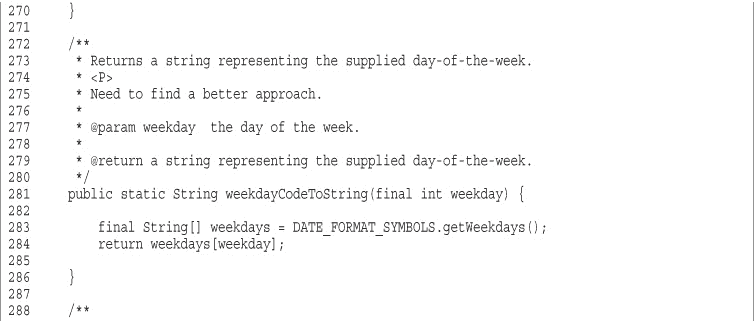 270     }
271
272     /**
273      * Returns a string representing the supplied day-of-the-week.
274      * <P>
275      * Need to find a better approach.
276      *
277      * @param weekday  the day of the week.
278      *
279      * @return a string representing the supplied day-of-the-week.
280      */
281     public static String weekdayCodeToString(final int weekday) {
282
283         final String[] weekdays = DATE_FORMAT_SYMBOLS.getWeekdays();
284         return weekdays[weekday];
285
286     }
287
288     /**